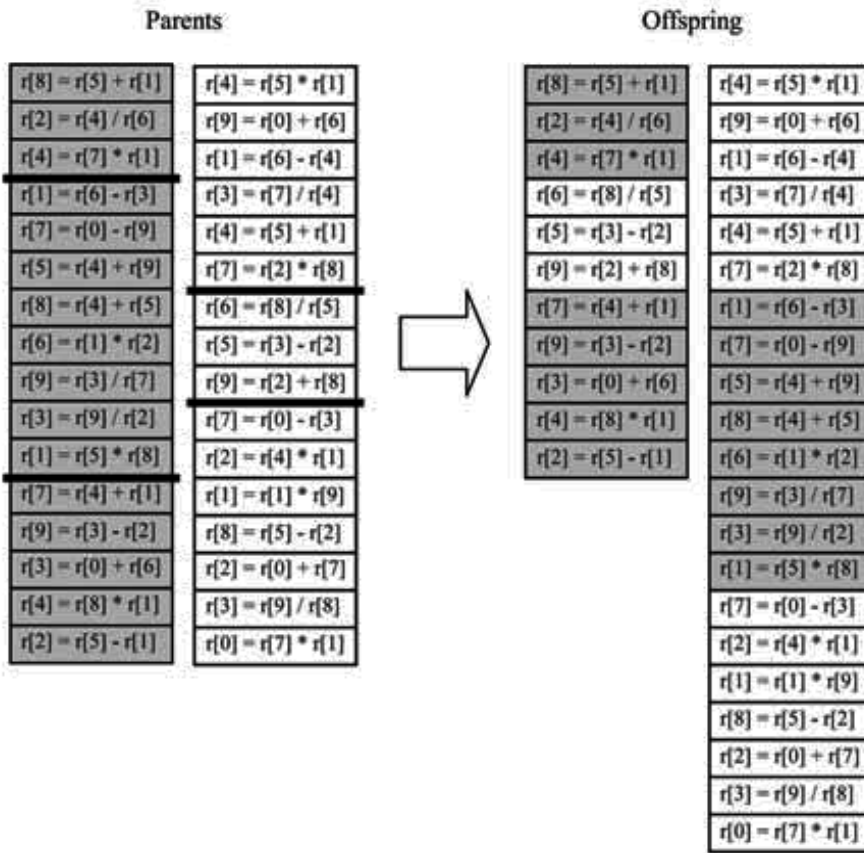 Parents
r[8] = r[5] + r[1]
r[2] = r[4] / r[6]
r[4] = r[7] * r[1]
r[1] = r[6] - r[3]
r[7] = r[0] - r[9]
r[5] = r[4] + r[9]
r[8] = r[4] + r[5]
r[6] = r[1] * r[2]
r[9] = r[3] / r[7]
r[3] = r[9] / r[2]
r[1] = r[5] * r[8]
r[7] = r[4] + r[1]
r[9] = r[3] - r[2]
r[3] = r[0] + r[6]
r[4] = r[8] * r[1]
r[2] = r[5] - r[1]
r[4] = r[5] * r[1]
r[9] = r[0] + r[6]
r[1] = r[6] - r[4]
r[3] = r[7] / r[4]
r[4] = r[5] + r[1]
r[7] = r[2] * r[8]
r[6] = r[8] / r[5]
r[5] = r[3] - r[2]
r[9] = r[2] + r[8]
r[7] = r[0] - r[3]
r[2] = r[4] * r[1]
r[1] = r[1] * r[9]
r[8] = r[5] - r[2]
r[2] = r[0] + r[7]
r[3] = r[9] / r[8]
r[0] = r[7] * r[1]
Offspring
r[8] = r[5] + r[1]
r[2] = r[4] / r[6]
r[4] = r[7] * r[1]
r[6] = r[8] / r[5]
r[5] = r[3] - r[2]
r[9] = r[2] + r[8]
r[7] = r[4] + r[1]
r[9] = r[3] - r[2]
r[3] = r[0] + r[6]
r[4] = r[8] * r[1]
r[2] = r[5] - r[1]
r[4] = r[5] * r[1]
r[9] = r[0] + r[6]
r[1] = r[6] - r[4]
r[3] = r[7] / r[4]
r[4] = r[5] + r[1]
r[7] = r[2] * r[8]
r[1] = r[6] - r[3]
r[7] = r[0] - r[9]
r[5] = r[4] + r[9]
r[8] = r[4] + r[5]
r[6] = r[1] * r[2]
r[9] = r[3] / r[7]
r[3] = r[9] / r[2]
r[1] = r[5] * r[8]
r[7] = r[0] - r[3]
r[2] = r[4] * r[1]
r[1] = r[1] * r[9]
r[8] = r[5] - r[2]
r[2] = r[0] + r[7]
r[3] = r[9] / r[8]
r[0] = r[7] * r[1]